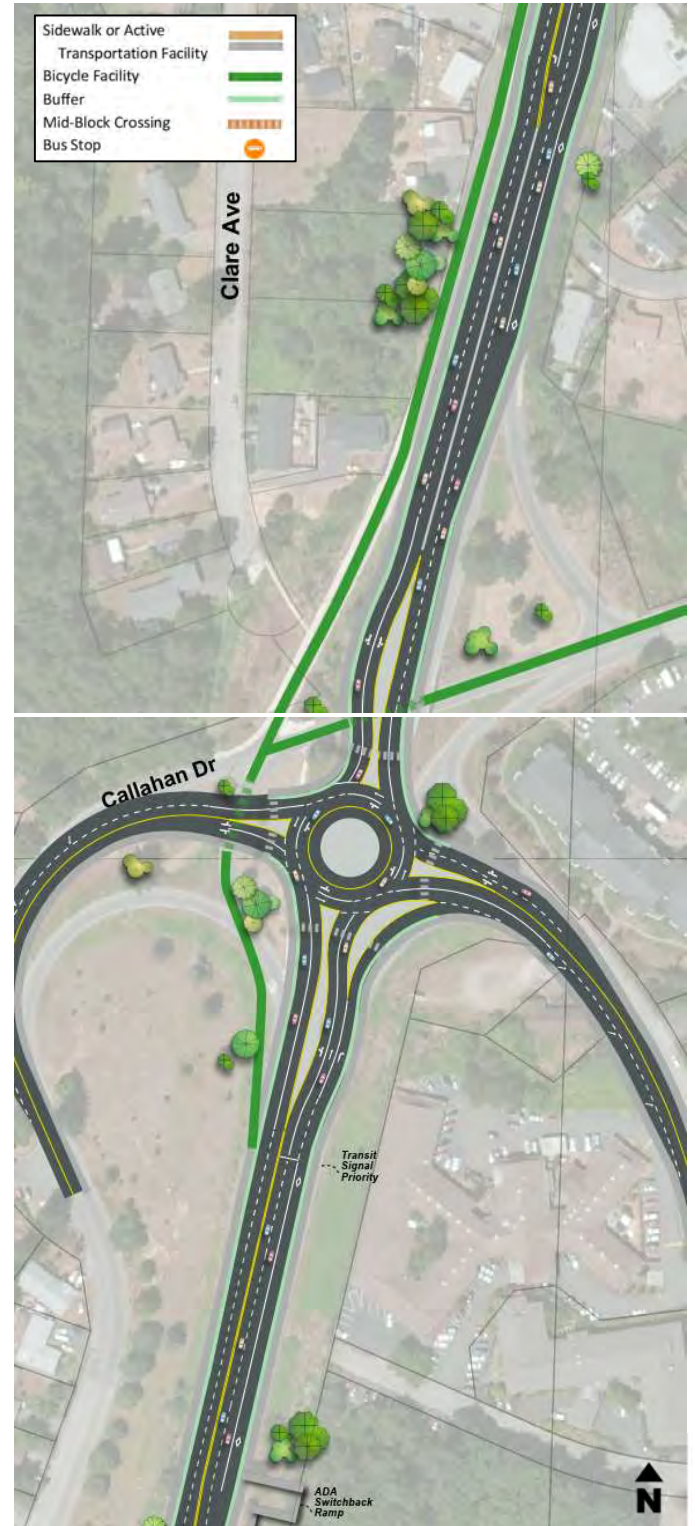 Sidewalk or Active
Transportation Facility
Bicycle Facility
Buffer
Mid-Block Crossing
Bus Stop
Clare Ave
Callahan Dr
Transit
Signal
Priority
ADA
Switchback
Ramp
N